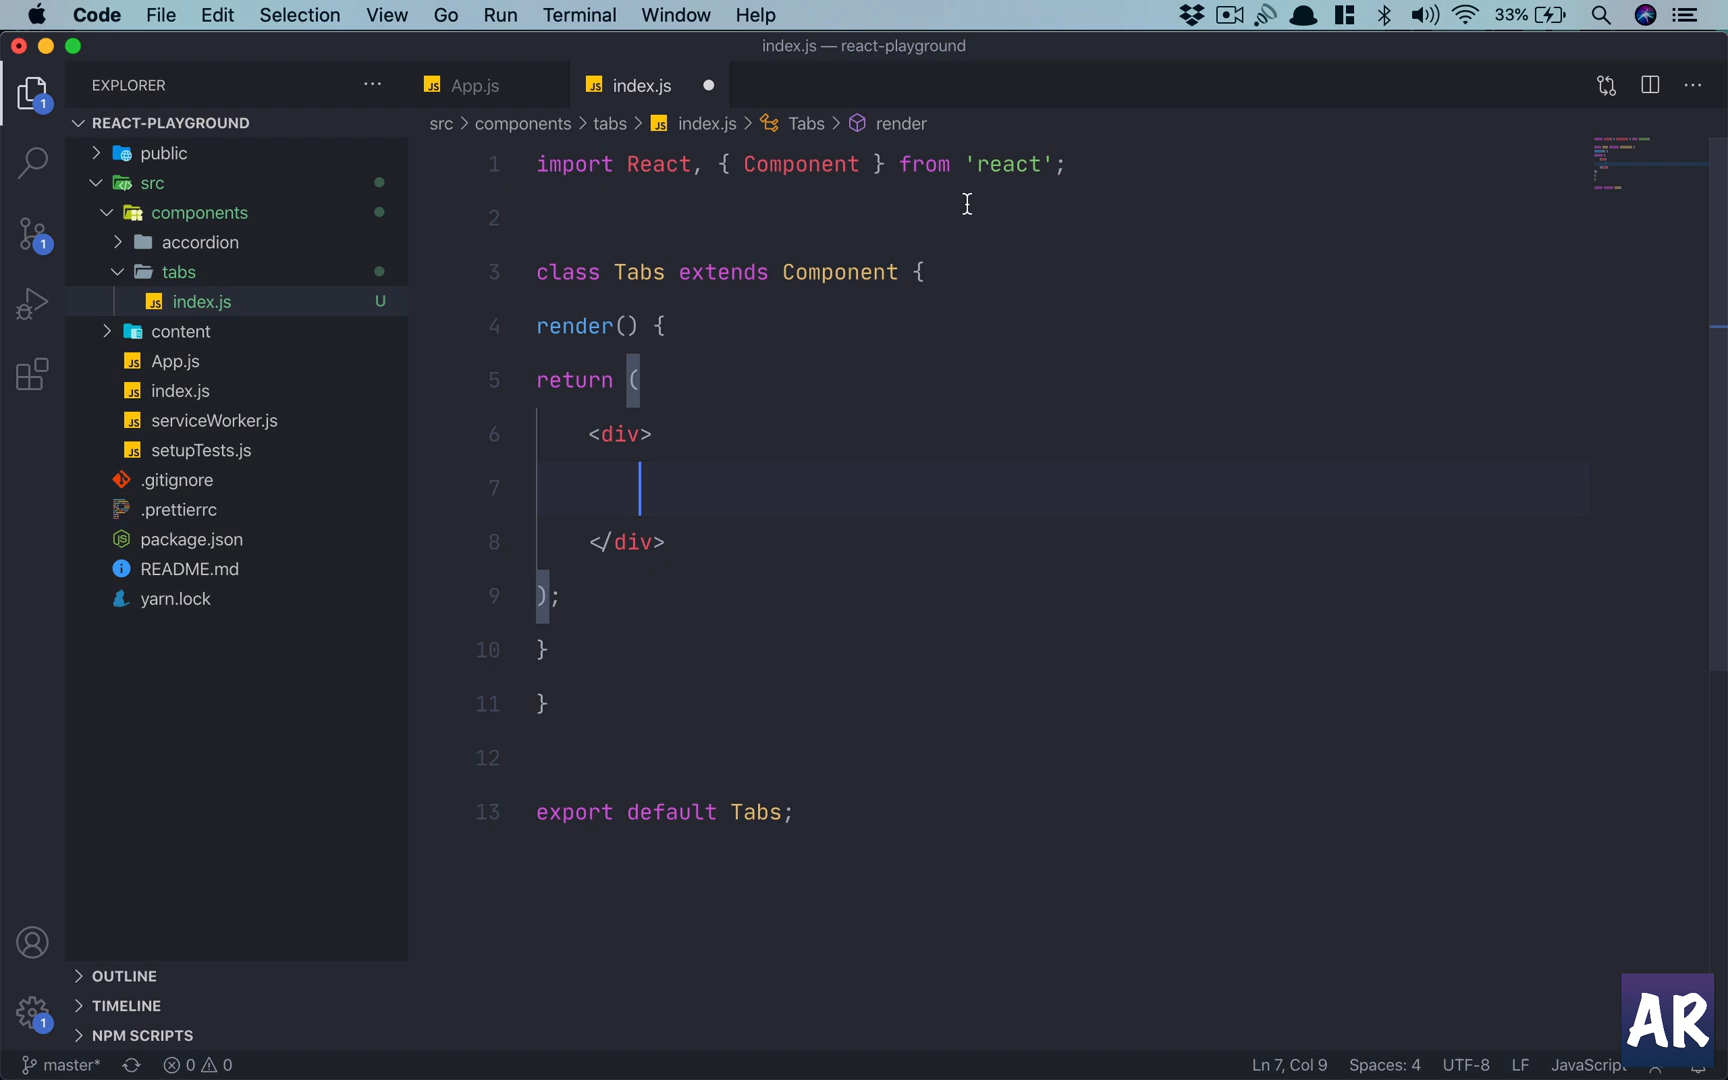 Code File Edit Selection View Go Run Terminal Window Help 33%
index.js — react-playground
EXPLORER
App.js
index.js
REACT-PLAYGROUND
src > components > tabs > index.js > Tabs > render
public
src
components
accordion
tabs
index.js U
content
App.js
index.js
serviceWorker.js
setupTests.js
.gitignore
.prettierrc
package.json
README.md
yarn.lock
1 import React, { Component } from 'react';
2
3 class Tabs extends Component {
4 render() {
5 return (
6 <div>
7
8 </div>
9 );
10 }
11 }
12
13 export default Tabs;
1
1
1
OUTLINE
TIMELINE
NPM SCRIPTS
AR
master* 0 0 Ln 7, Col 9 Spaces: 4 UTF-8 LF JavaScrip